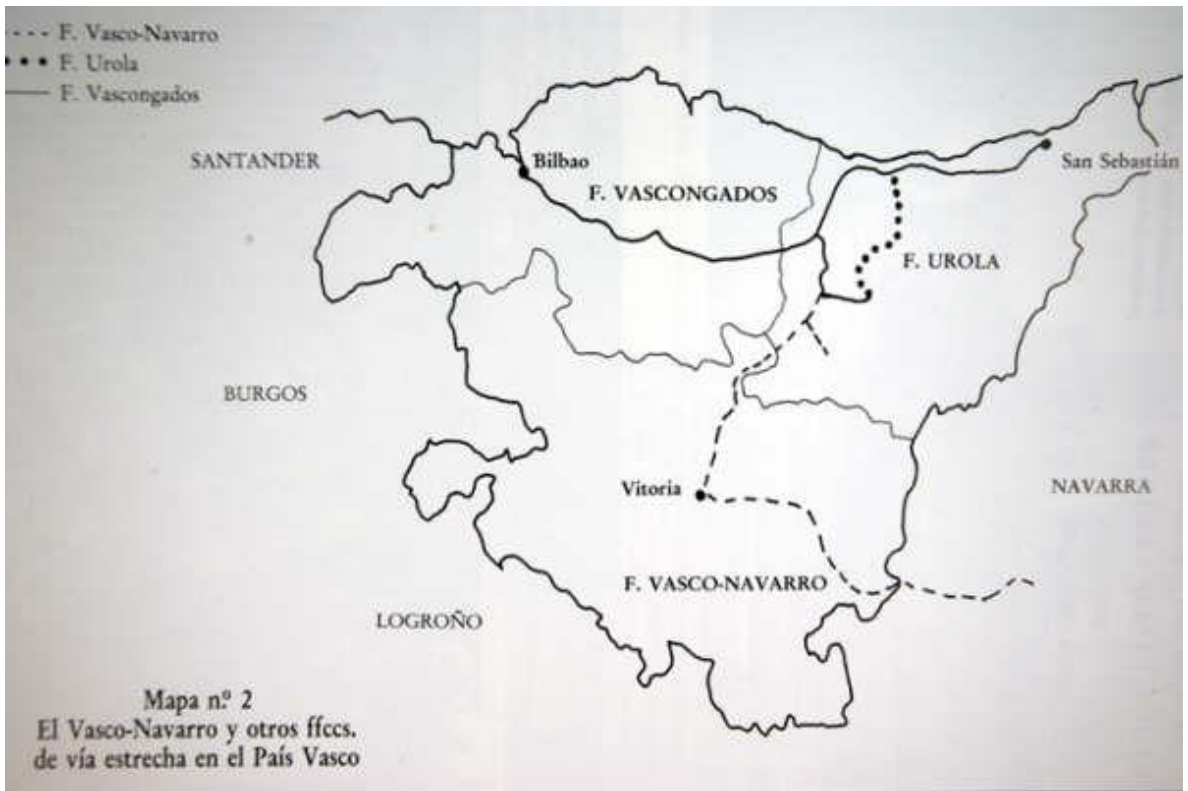 F. Vasco-Navarro
F. Urola
F. Vascongados
SANTANDER
Bilbao
F. VASCONGADOS
San Sebastián
F. UROLA
BURGOS
Vitoria
NAVARRA
F. VASCO-NAVARRO
LOGROÑO
Mapa n.º 2
El Vasco-Navarro y otros ffccs.
de vía estrecha en el País Vasco